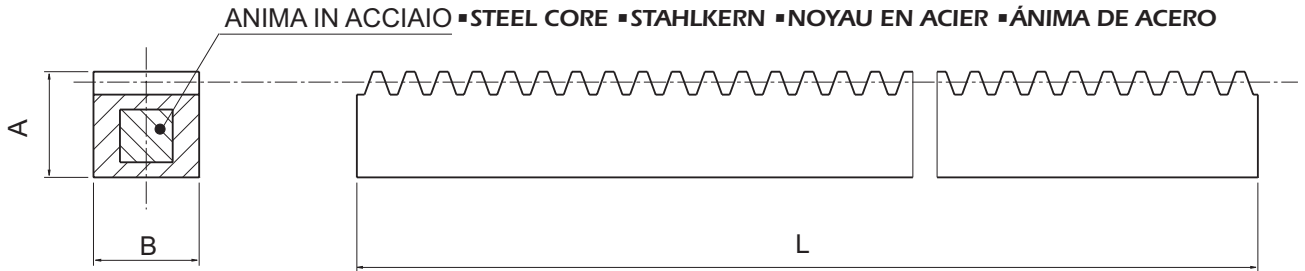 ANIMA IN ACCIAIO ▪STEEL CORE ▪STAHLKERN ▪NOYAU EN ACIER ▪ÁNIMA DE ACERO
A
B
L